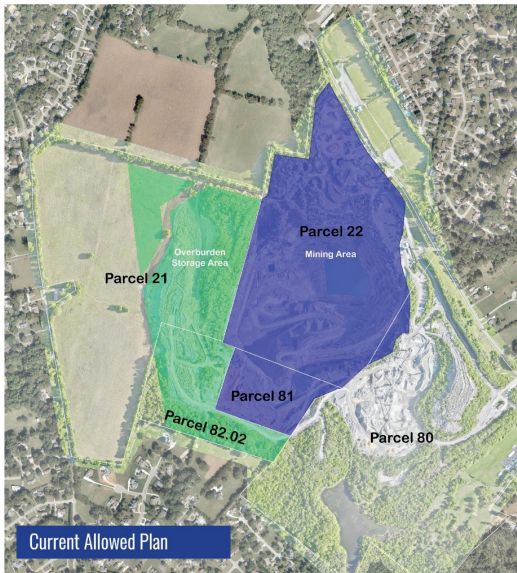 Parcel 22
Overburden
Storage Area
Mining Area
Parcel 21
Parcel 81
Parcel 82.02
Parcel 80
Current Allowed Plan